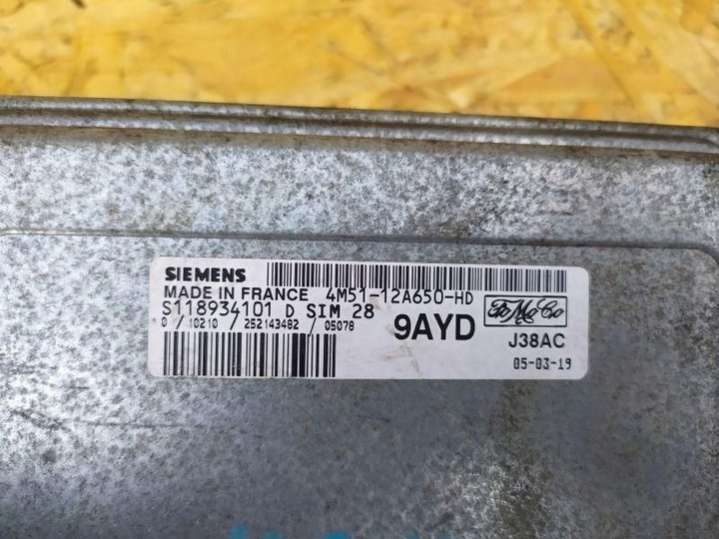 SIEMENS
MADE IN FRANCE 4M51-12A650-HD
S118934101 D SIM 28
0 / 10210 / 252143482 / 05078
9AYD
FoMoCo
J38AC
05-03-19